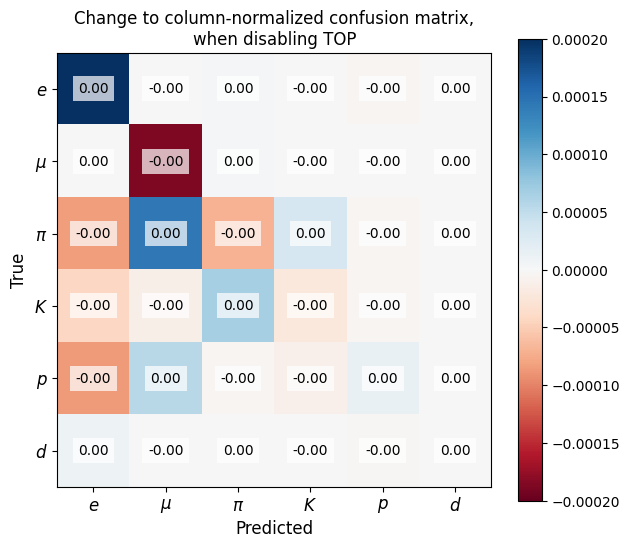 Change to column-normalized confusion matrix,
when disabling TOP
True
e 0.00 -0.00 0.00 -0.00 -0.00 0.00
μ 0.00 -0.00 0.00 -0.00 -0.00 0.00
π -0.00 0.00 -0.00 0.00 -0.00 0.00
K -0.00 -0.00 0.00 -0.00 -0.00 0.00
p -0.00 0.00 -0.00 -0.00 0.00 0.00
d 0.00 -0.00 0.00 -0.00 -0.00 0.00
e μ π K p d
Predicted
0.00020
0.00015
0.00010
0.00005
0.00000
−0.00005
−0.00010
−0.00015
−0.00020